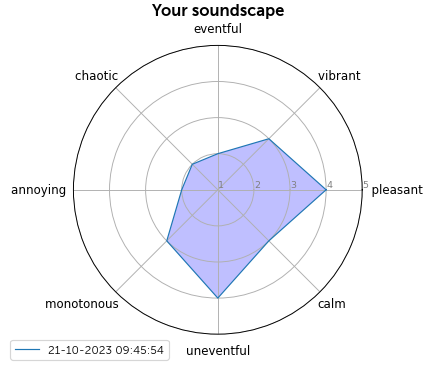 Your soundscape
eventful
chaotic
vibrant
annoying
1
2
3
4
5
pleasant
monotonous
calm
21-10-2023 09:45:54
uneventful